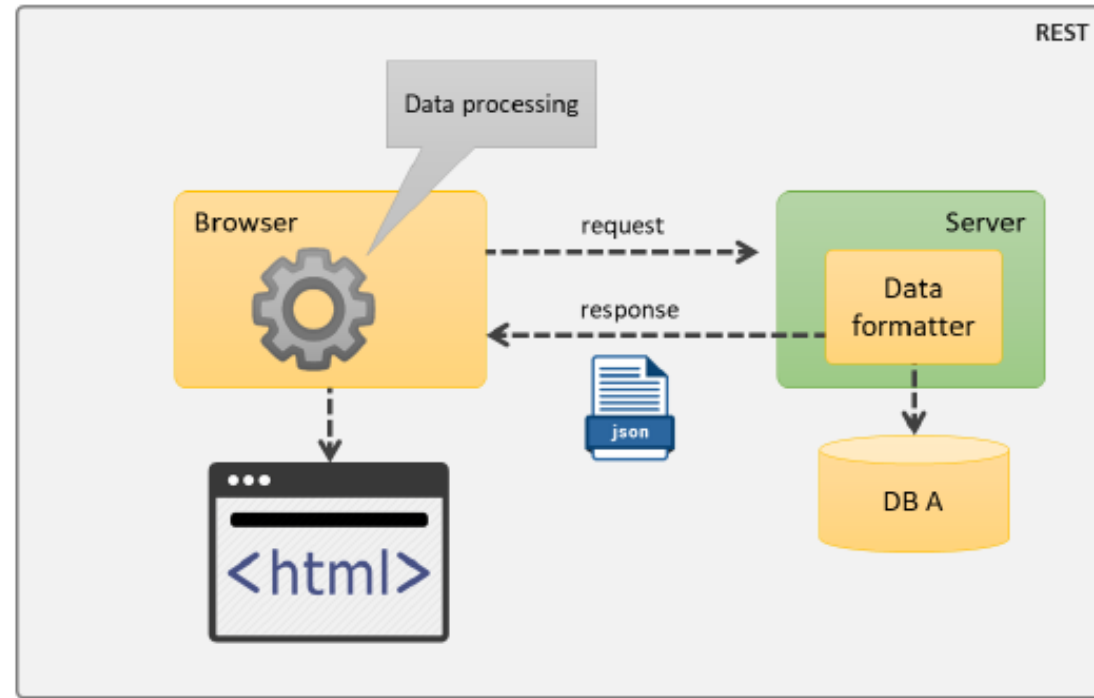 REST
Data processing
Browser
request
Server
Data
formatter
response
json
DB A
<html>